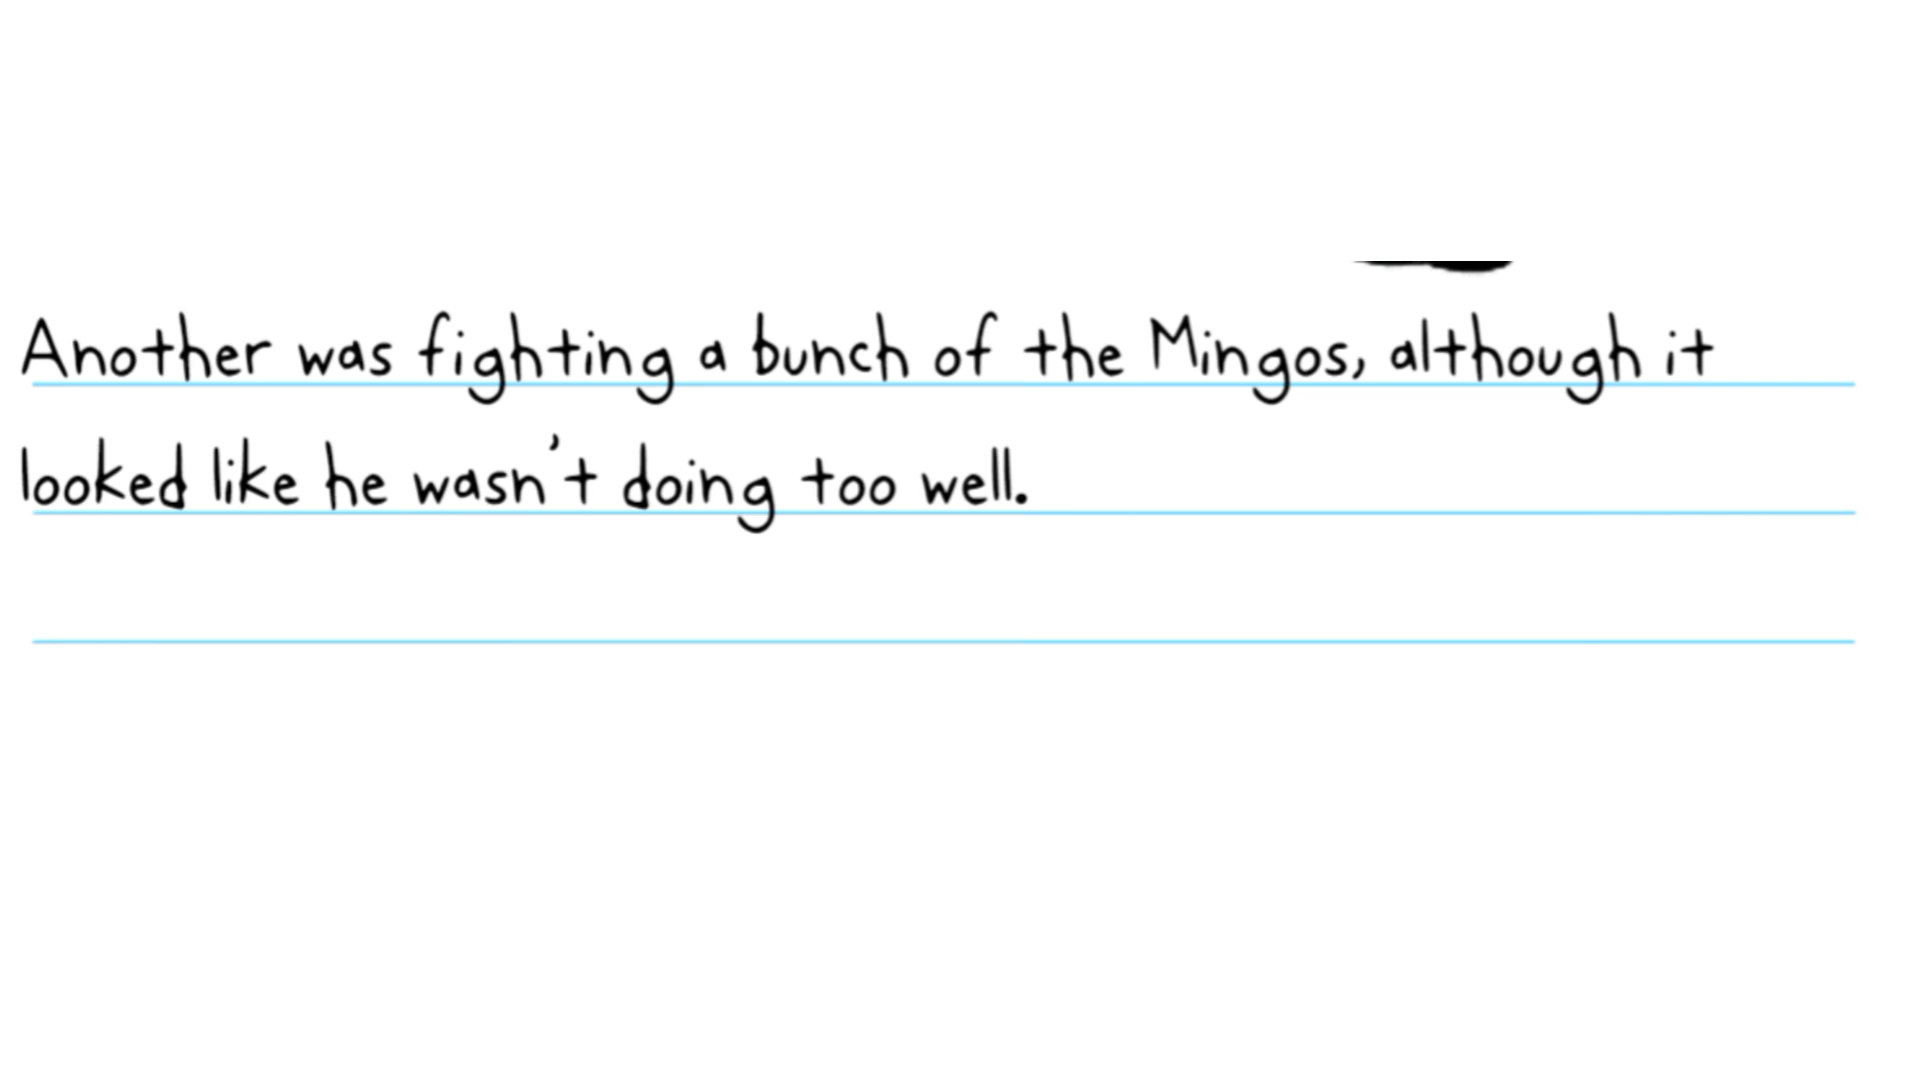 Another was fighting a bunch of the Mingos, although it
looked like he wasn't doing too well.